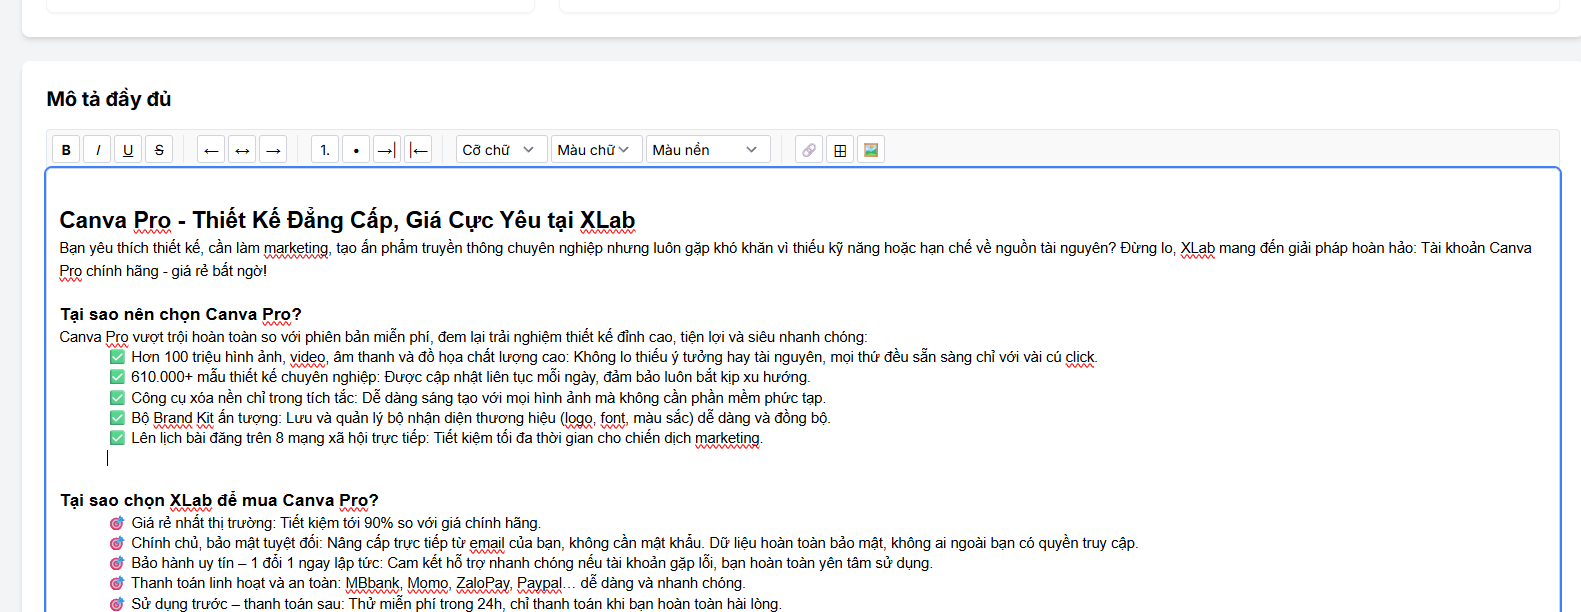 Mô tả đầy đủ
B I U S ← ↔ → 1. • →| |← Cỡ chữ Màu chữ Màu nền
Canva Pro - Thiết Kế Đẳng Cấp, Giá Cực Yêu tại XLab
Bạn yêu thích thiết kế, cần làm marketing, tạo ấn phẩm truyền thông chuyên nghiệp nhưng luôn gặp khó khăn vì thiếu kỹ năng hoặc hạn chế về nguồn tài nguyên? Đừng lo, XLab mang đến giải pháp hoàn hảo: Tài khoản Canva
Pro chính hãng - giá rẻ bất ngờ!
Tại sao nên chọn Canva Pro?
Canva Pro vượt trội hoàn toàn so với phiên bản miễn phí, đem lại trải nghiệm thiết kế đỉnh cao, tiện lợi và siêu nhanh chóng:
✅ Hơn 100 triệu hình ảnh, video, âm thanh và đồ họa chất lượng cao: Không lo thiếu ý tưởng hay tài nguyên, mọi thứ đều sẵn sàng chỉ với vài cú click.
✅ 610.000+ mẫu thiết kế chuyên nghiệp: Được cập nhật liên tục mỗi ngày, đảm bảo luôn bắt kịp xu hướng.
✅ Công cụ xóa nền chỉ trong tích tắc: Dễ dàng sáng tạo với mọi hình ảnh mà không cần phần mềm phức tạp.
✅ Bộ Brand Kit ấn tượng: Lưu và quản lý bộ nhận diện thương hiệu (logo, font, màu sắc) dễ dàng và đồng bộ.
✅ Lên lịch bài đăng trên 8 mạng xã hội trực tiếp: Tiết kiệm tối đa thời gian cho chiến dịch marketing.
Tại sao chọn XLab để mua Canva Pro?
🎯 Giá rẻ nhất thị trường: Tiết kiệm tới 90% so với giá chính hãng.
🎯 Chính chủ, bảo mật tuyệt đối: Nâng cấp trực tiếp từ email của bạn, không cần mật khẩu. Dữ liệu hoàn toàn bảo mật, không ai ngoài bạn có quyền truy cập.
🎯 Bảo hành uy tín – 1 đổi 1 ngay lập tức: Cam kết hỗ trợ nhanh chóng nếu tài khoản gặp lỗi, bạn hoàn toàn yên tâm sử dụng.
🎯 Thanh toán linh hoạt và an toàn: MBbank, Momo, ZaloPay, Paypal… dễ dàng và nhanh chóng.
🎯 Sử dụng trước – thanh toán sau: Thử miễn phí trong 24h, chỉ thanh toán khi bạn hoàn toàn hài lòng.